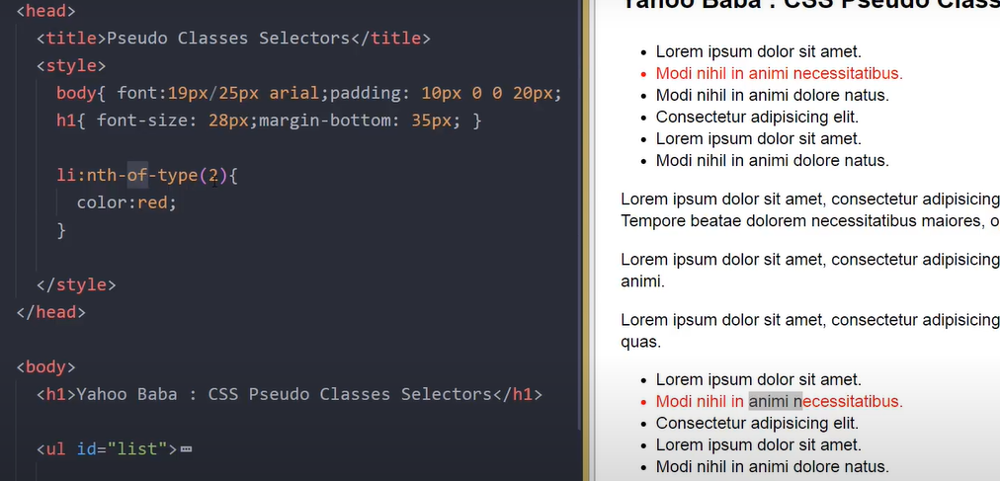 <head>
<title>Pseudo Classes Selectors</title>
<style>
body{ font:19px/25px arial;padding: 10px 0 0 20px;
h1{ font-size: 28px;margin-bottom: 35px; }
li:nth-of-type(2){
color:red;
}
</style>
</head>
<body>
<h1>Yahoo Baba : CSS Pseudo Classes Selectors</h1>
<ul id="list">
Yahoo Baba : CSS Pseudo Class
Lorem ipsum dolor sit amet.
Modi nihil in animi necessitatibus.
Modi nihil in animi dolore natus.
Consectetur adipisicing elit.
Lorem ipsum dolor sit amet.
Modi nihil in animi dolore natus.
Lorem ipsum dolor sit amet, consectetur adipisicing
Tempore beatae dolorem necessitatibus maiores, o
Lorem ipsum dolor sit amet, consectetur adipisicing
animi.
Lorem ipsum dolor sit amet, consectetur adipisicing
quas.
Lorem ipsum dolor sit amet.
Modi nihil in animi necessitatibus.
Consectetur adipisicing elit.
Lorem ipsum dolor sit amet.
Modi nihil in animi dolore natus.